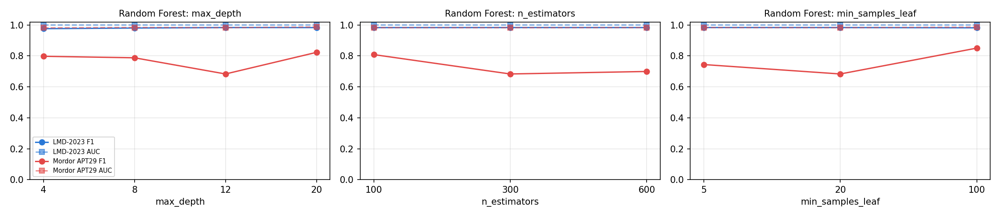 Random Forest: max_depth
1.0
0.8
0.6
0.4
0.2
0.0
LMD-2023 F1
LMD-2023 AUC
Mordor APT29 F1
Mordor APT29 AUC
4 8 12 20
max_depth
Random Forest: n_estimators
1.0
0.8
0.6
0.4
0.2
0.0
100 300 600
n_estimators
Random Forest: min_samples_leaf
1.0
0.8
0.6
0.4
0.2
0.0
5 20 100
min_samples_leaf